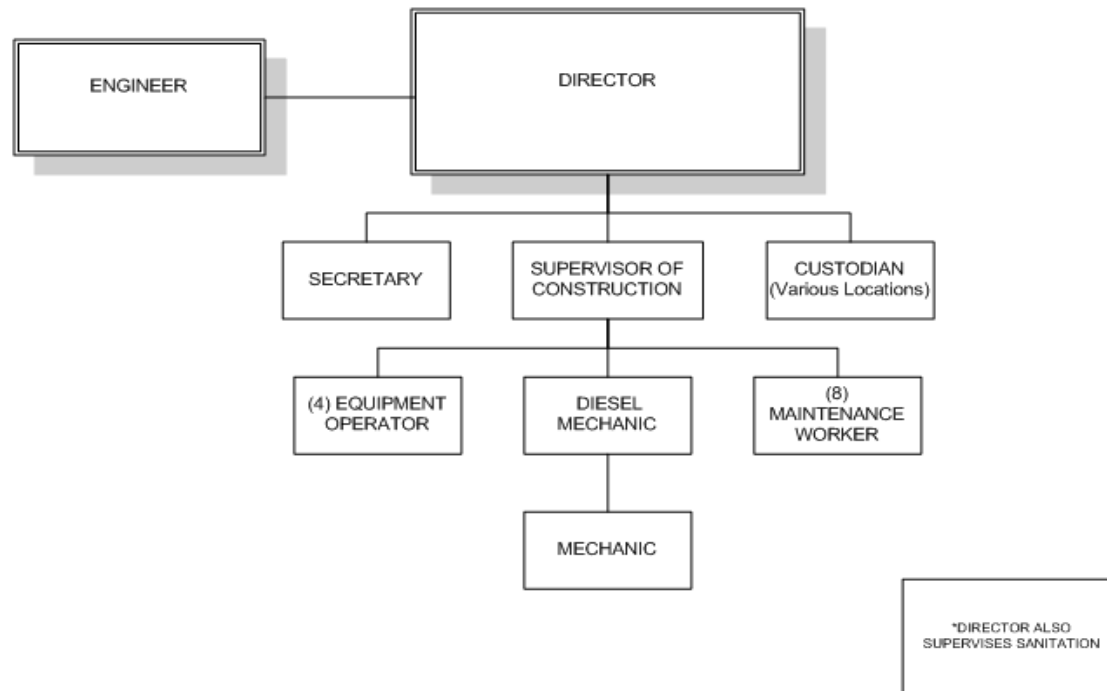 ENGINEER
DIRECTOR
SECRETARY
SUPERVISOR OF
CONSTRUCTION
CUSTODIAN
(Various Locations)
(4) EQUIPMENT
OPERATOR
DIESEL
MECHANIC
(8)
MAINTENANCE
WORKER
MECHANIC
*DIRECTOR ALSO
SUPERVISES SANITATION